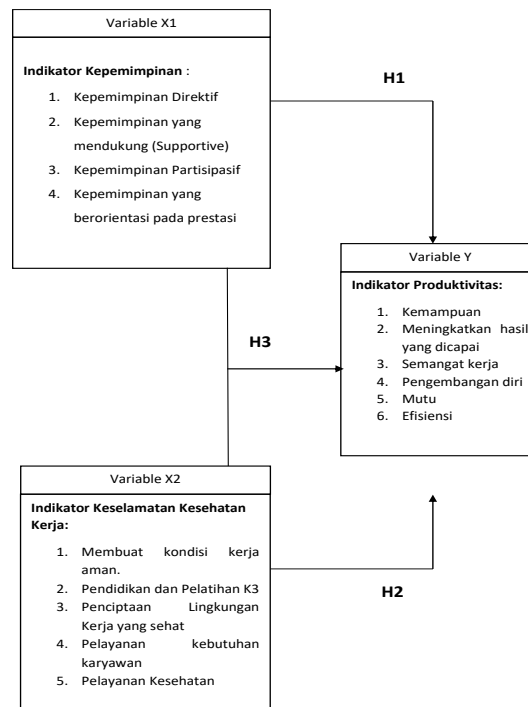 Variable X1
Indikator Kepemimpinan :
1. Kepemimpinan Direktif
2. Kepemimpinan yang
mendukung (Supportive)
3. Kepemimpinan Partisipasif
4. Kepemimpinan yang
berorientasi pada prestasi
H1
Variable Y
Indikator Produktivitas:
1. Kemampuan
2. Meningkatkan hasil
yang dicapai
3. Semangat kerja
4. Pengembangan diri
5. Mutu
6. Efisiensi
H3
Variable X2
Indikator Keselamatan Kesehatan
Kerja:
1. Membuat kondisi kerja
aman.
2. Pendidikan dan Pelatihan K3
3. Penciptaan Lingkungan
Kerja yang sehat
4. Pelayanan kebutuhan
karyawan
5. Pelayanan Kesehatan
H2